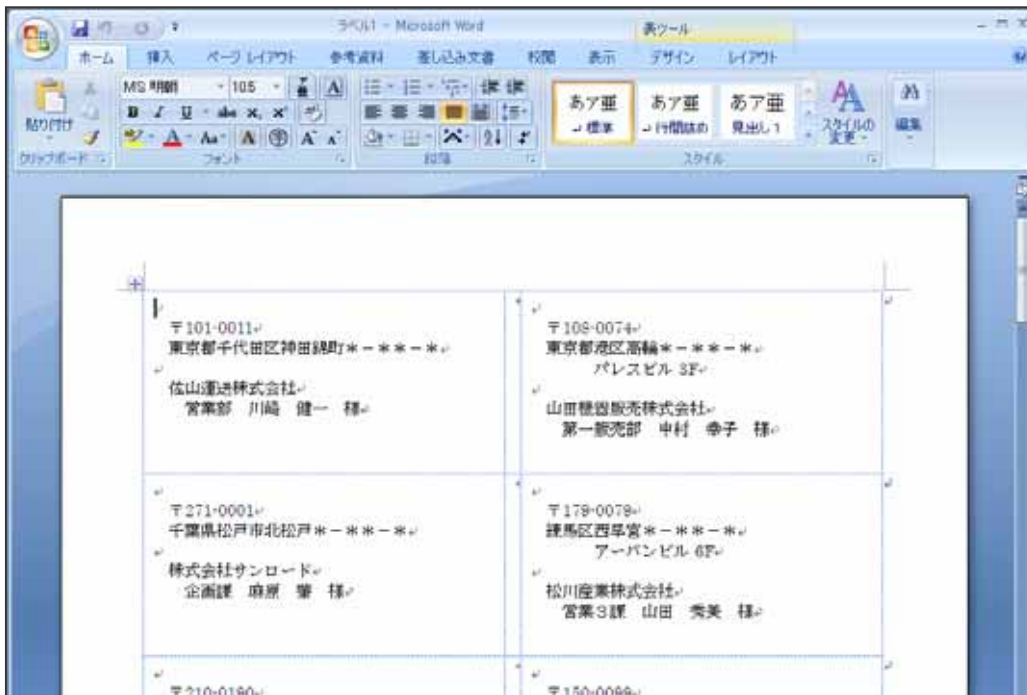 ラベル1 - Microsoft Word
表ツール
ホーム 挿入 ページ レイアウト 参考資料 差し込み文書 校閲 表示 デザイン レイアウト
MS 明朝 10.5
貼り付け
あア亜 あア亜 あア亜
標準 行間詰め 見出し 1
スタイルの
変更
編集
クリップボード フォント 段落 スタイル
〒101-0011
東京都千代田区神田錦町*-**-*
佐山運送株式会社
営業部 川崎 健一 様
〒108-0074
東京都港区高輪*-**-*
パレスビル 3F
山田機器販売株式会社
第一販売部 中村 幸子 様
〒271-0001
千葉県松戸市北松戸*-**-*
株式会社サンロード
企画課 麻原 肇 様
〒179-0079
練馬区西早宮*-**-*
アーバンビル 6F
松川産業株式会社
営業3課 山田 秀美 様
〒210-0190
〒150-0099